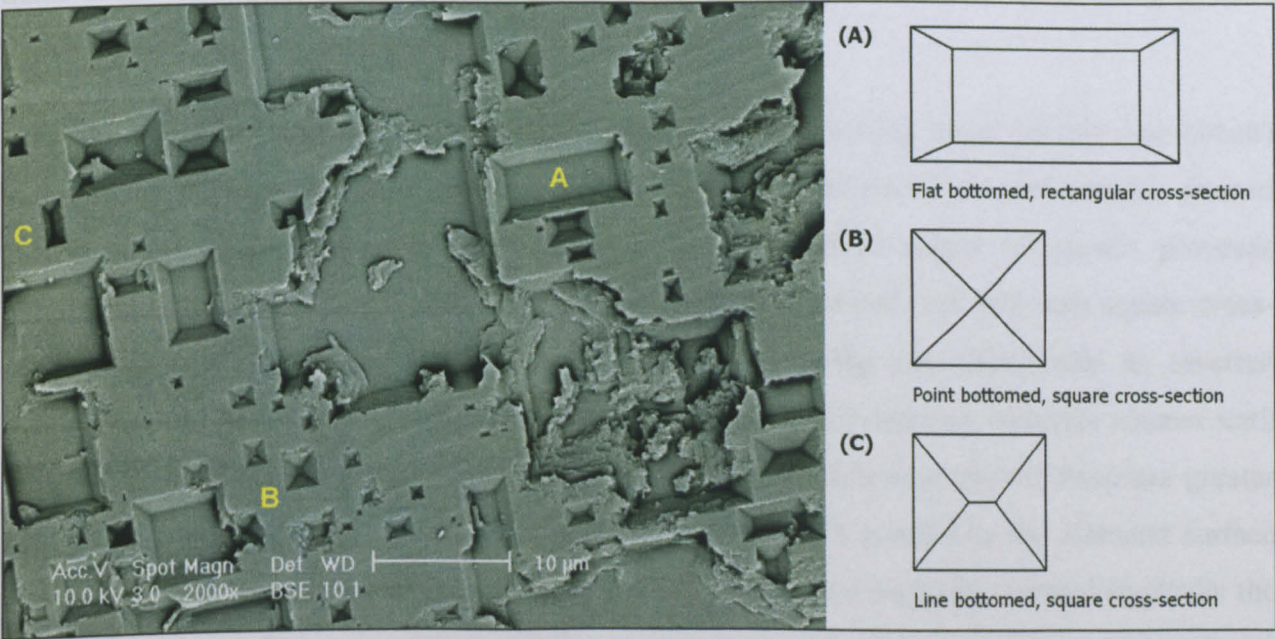 A
C
B
Acc.V Spot Magn Det WD 10 µm
10.0 kV 3.0 2000x BSE 10.1
(A)
Flat bottomed, rectangular cross-section
(B)
Point bottomed, square cross-section
(C)
Line bottomed, square cross-section